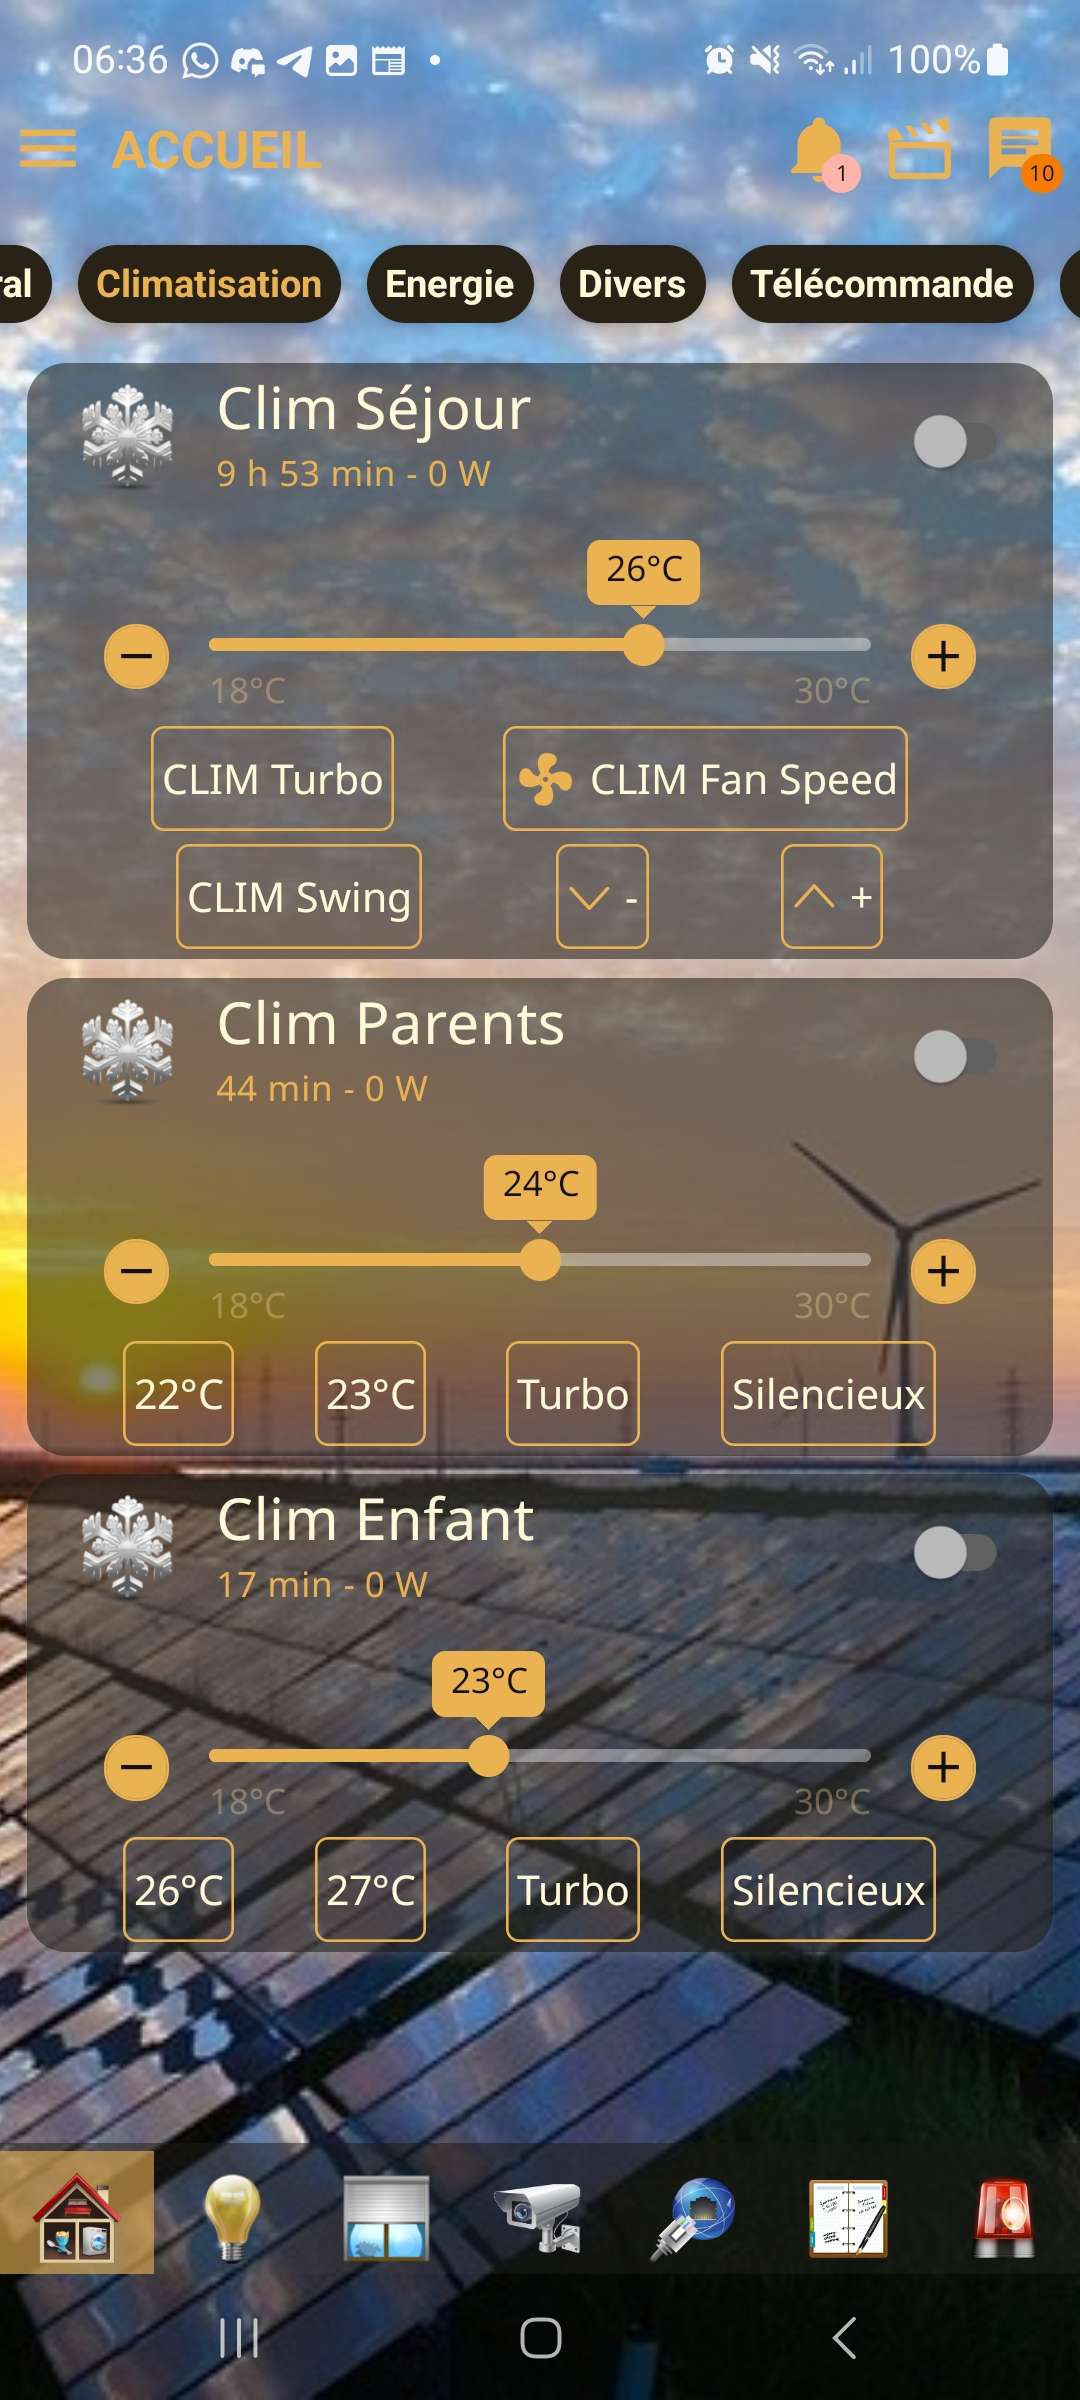 06:36 100%
ACCUEIL 1 10
ral Climatisation Energie Divers Télécommande
Clim Séjour
9 h 53 min - 0 W
26°C
18°C 30°C
CLIM Turbo CLIM Fan Speed
CLIM Swing - +
Clim Parents
44 min - 0 W
24°C
18°C 30°C
22°C 23°C Turbo Silencieux
Clim Enfant
17 min - 0 W
23°C
18°C 30°C
26°C 27°C Turbo Silencieux